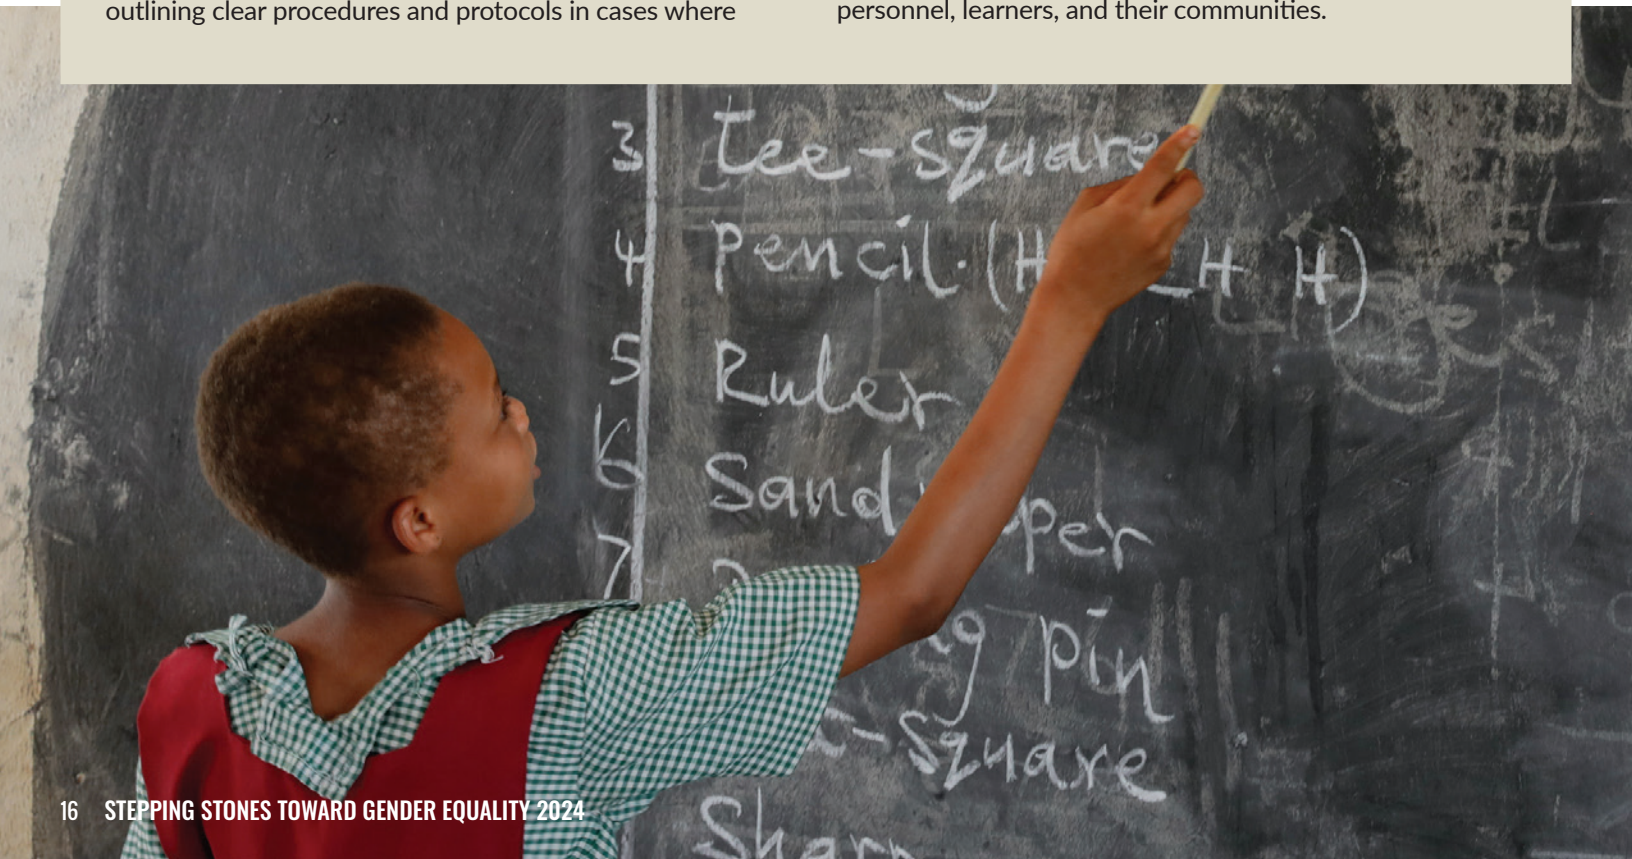 outlining clear procedures and protocols in cases where
personnel, learners, and their communities.
3 tee-square
4 Pencil. (H H H)
5 Ruler
6 Sand per
7
pin
Square
16 STEPPING STONES TOWARD GENDER EQUALITY 2024